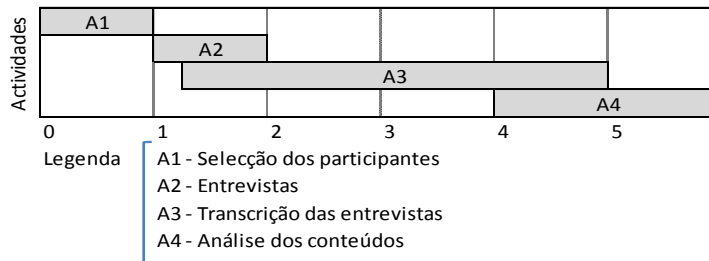 Actividades
A1
A2
A3
A4
0 1 2 3 4 5
Legenda
A1 - Selecção dos participantes
A2 - Entrevistas
A3 - Transcrição das entrevistas
A4 - Análise dos conteúdos